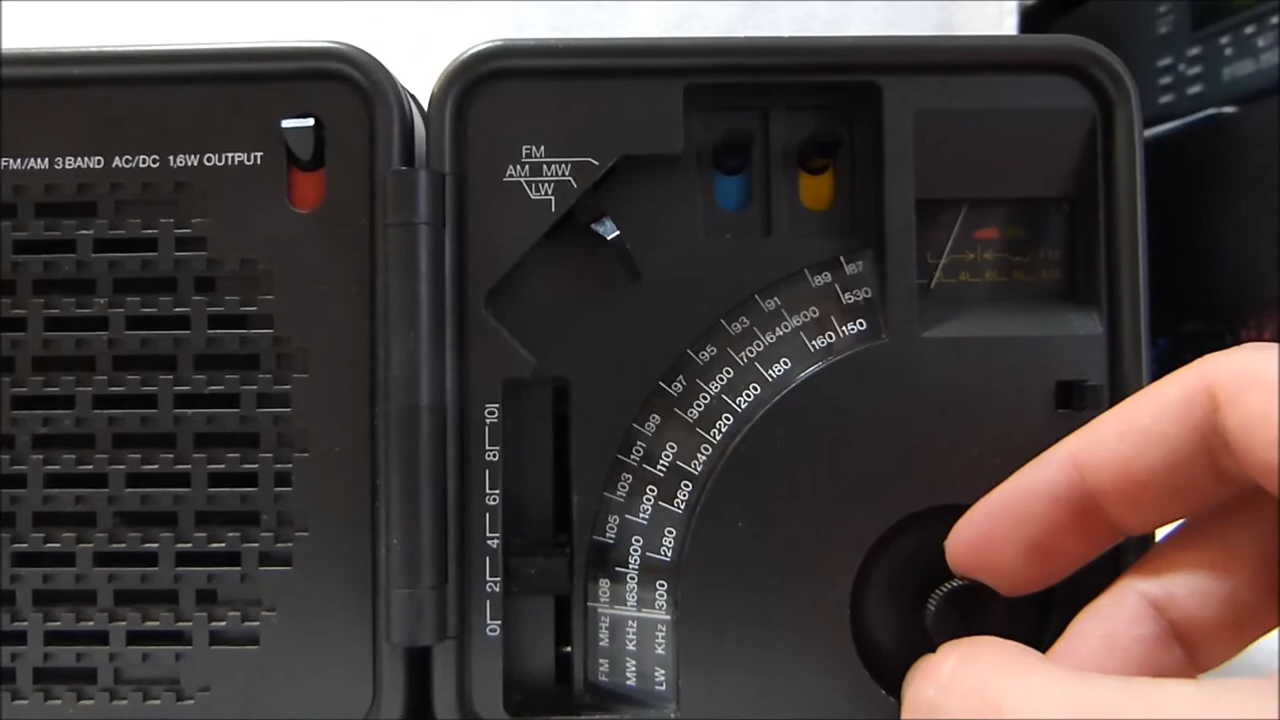 FM/AM 3 BAND AC/DC 1,6W OUTPUT
FM
AM MW
LW
0 2 4 6 8 10
FM MHz 108 105 103 101 99 97 95 93 91 89 87
MW KHz 1630 1500 1300 1100 900 800 700 640 600 530
LW KHz 300 280 260 240 220 200 180 160 150
FM
AM